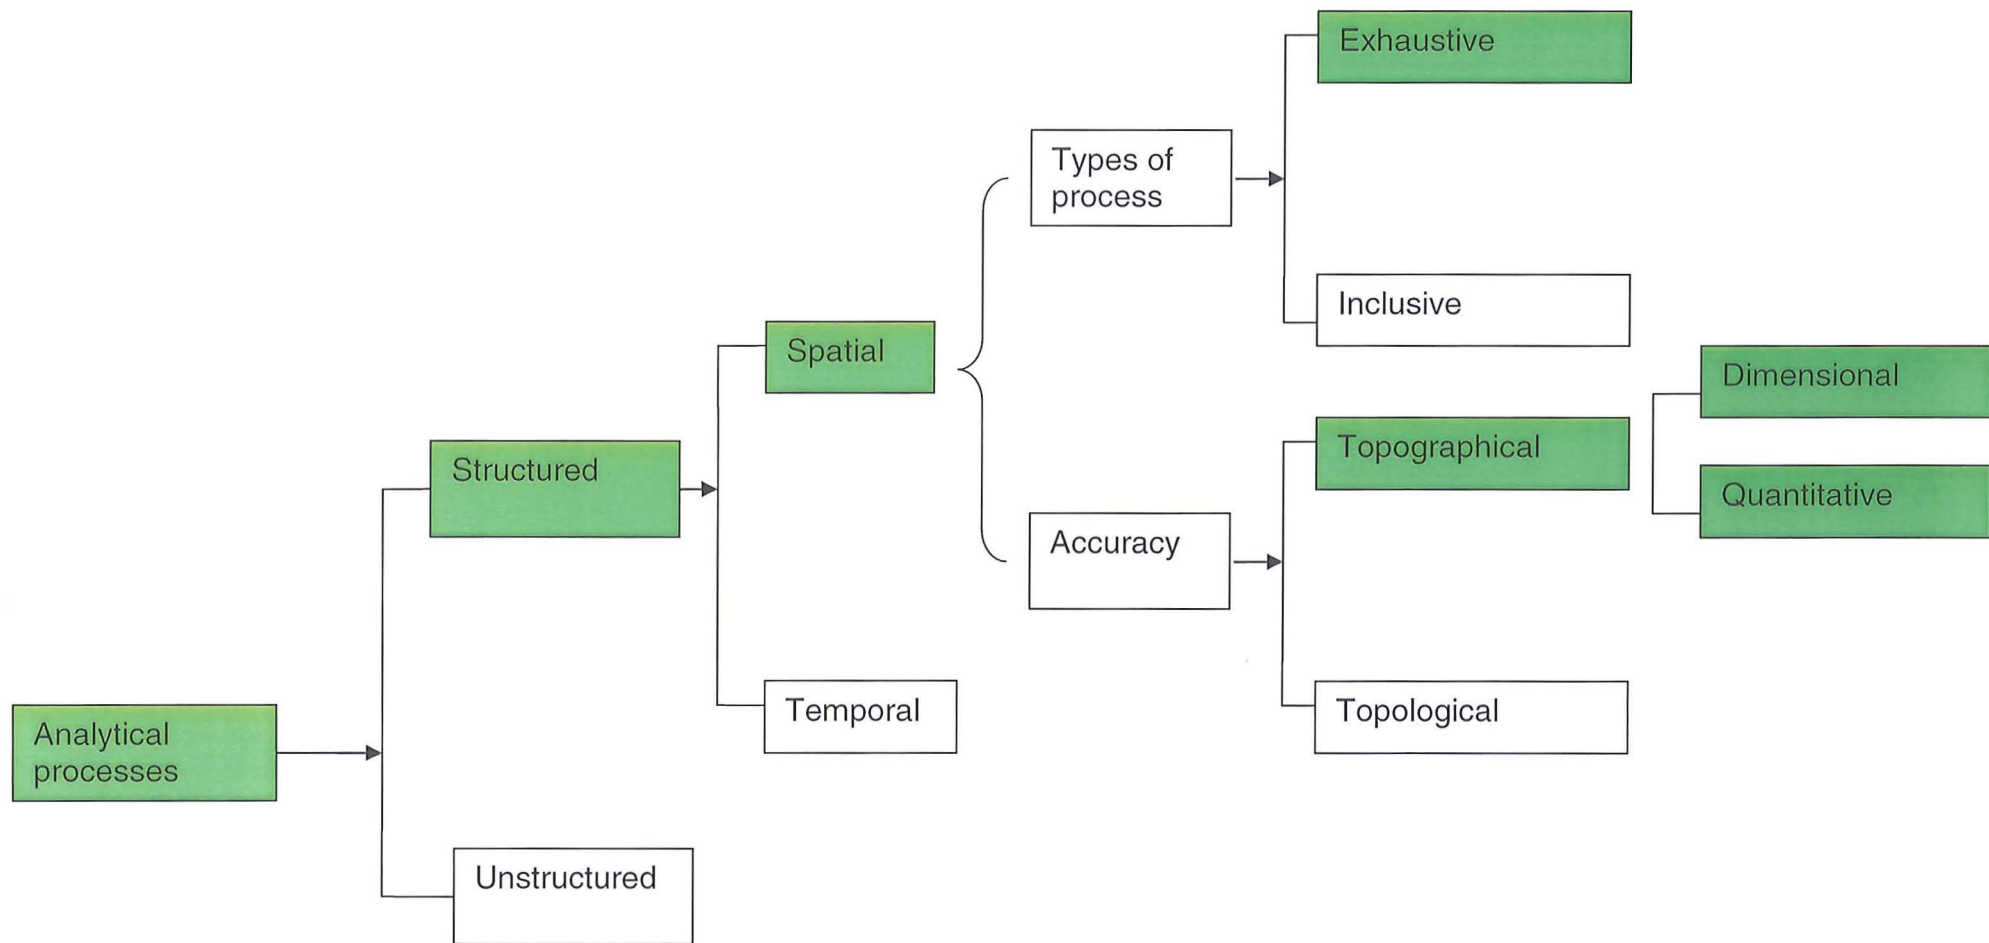 Exhaustive
Types of
process
Inclusive
Spatial
Dimensional
Topographical
Structured
Quantitative
Accuracy
Temporal
Topological
Analytical
processes
Unstructured